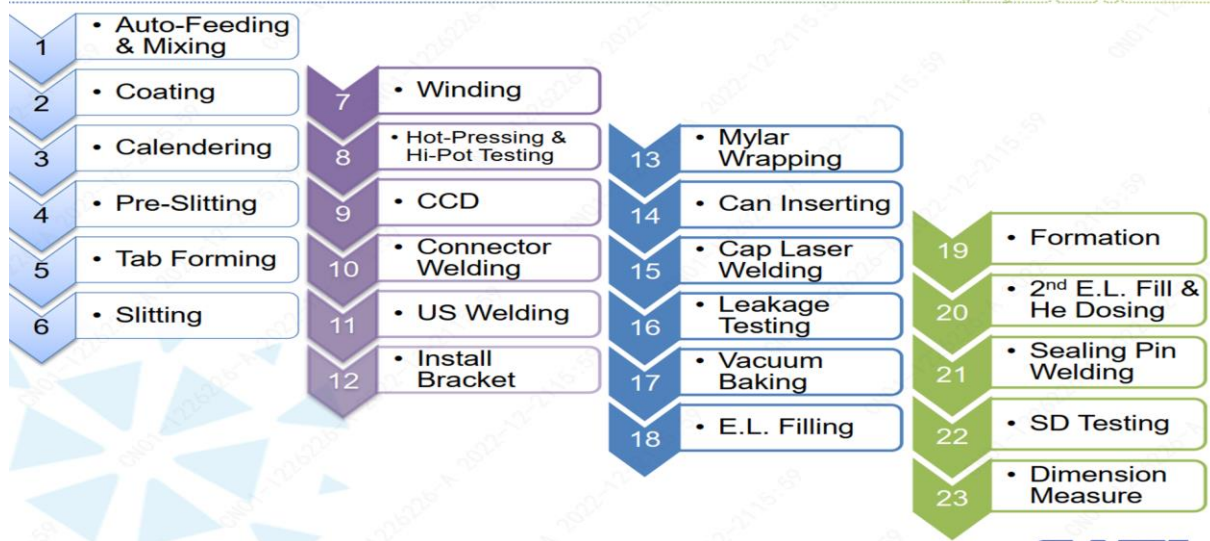 1
• Auto-Feeding
& Mixing
2
• Coating
3
• Calendering
4
• Pre-Slitting
5
• Tab Forming
6
• Slitting
7
• Winding
8
• Hot-Pressing &
Hi-Pot Testing
9
• CCD
10
• Connector
Welding
11
• US Welding
12
• Install
Bracket
13
• Mylar
Wrapping
14
• Can Inserting
15
• Cap Laser
Welding
16
• Leakage
Testing
17
• Vacuum
Baking
18
• E.L. Filling
19
• Formation
20
• 2nd E.L. Fill &
He Dosing
21
• Sealing Pin
Welding
22
• SD Testing
23
• Dimension
Measure